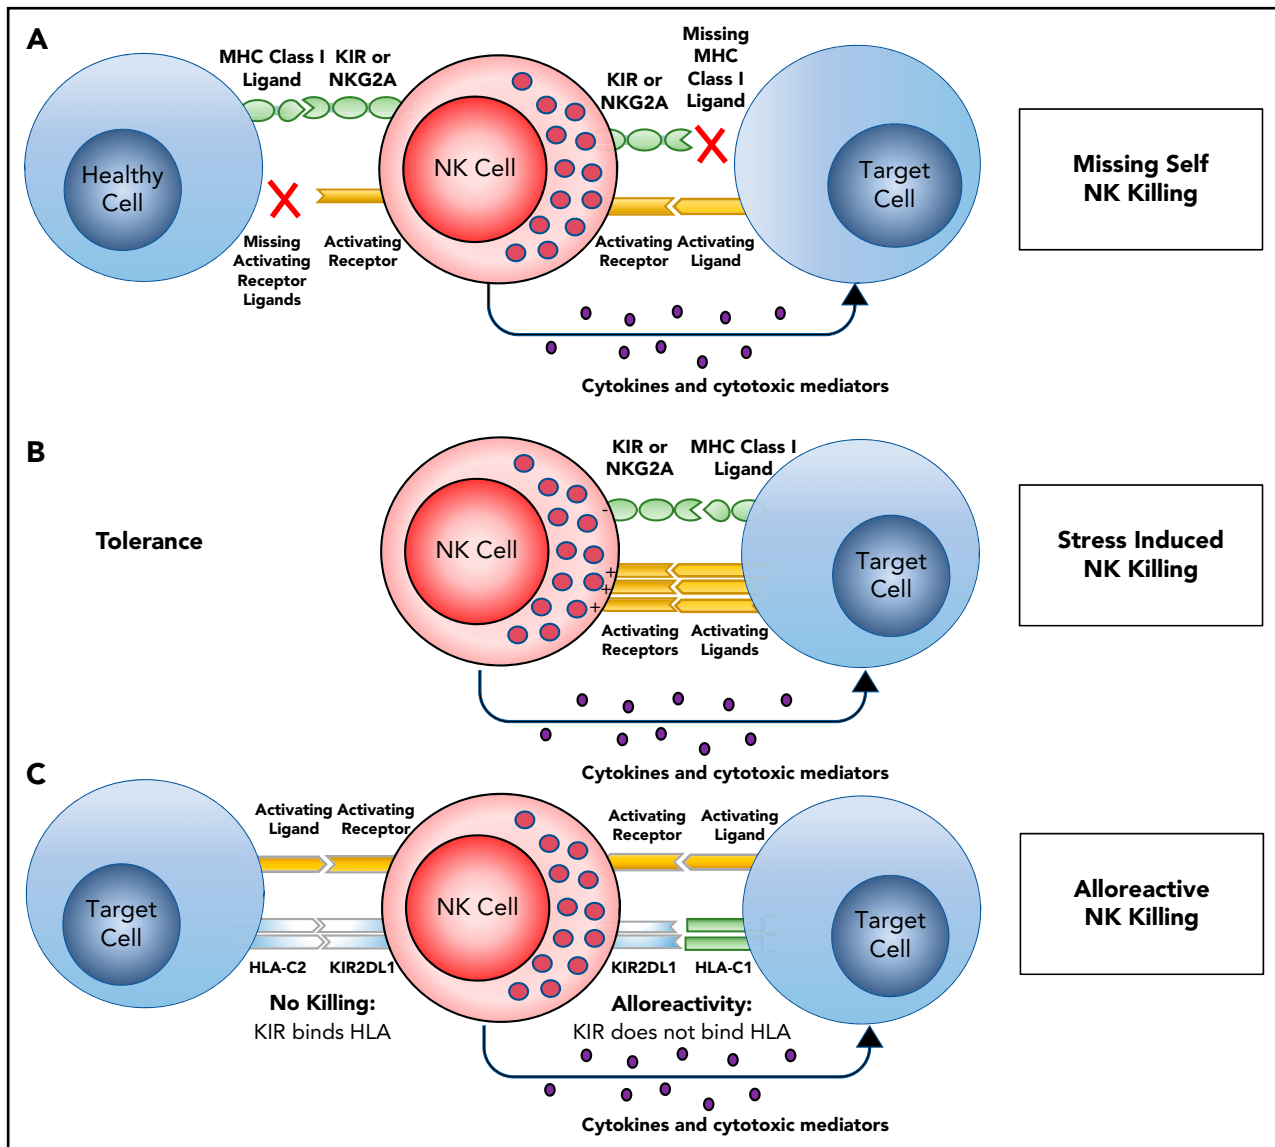 A
MHC Class I
Ligand
KIR or
NKG2A
Healthy
Cell
Missing
Activating
Receptor
Ligands
Activating
Receptor
NK Cell
KIR or
NKG2A
Missing
MHC
Class I
Ligand
Activating
Receptor
Activating
Ligand
Target
Cell
Missing Self
NK Killing
Cytokines and cytotoxic mediators
B
Tolerance
NK Cell
KIR or
NKG2A
MHC Class I
Ligand
-
+
+
+
Activating
Receptors
Activating
Ligands
Target
Cell
Stress Induced
NK Killing
Cytokines and cytotoxic mediators
C
Target
Cell
Activating
Ligand
Activating
Receptor
HLA-C2
KIR2DL1
No Killing:
KIR binds HLA
NK Cell
Activating
Receptor
Activating
Ligand
KIR2DL1
HLA-C1
Alloreactivity:
KIR does not bind HLA
Target
Cell
Alloreactive
NK Killing
Cytokines and cytotoxic mediators